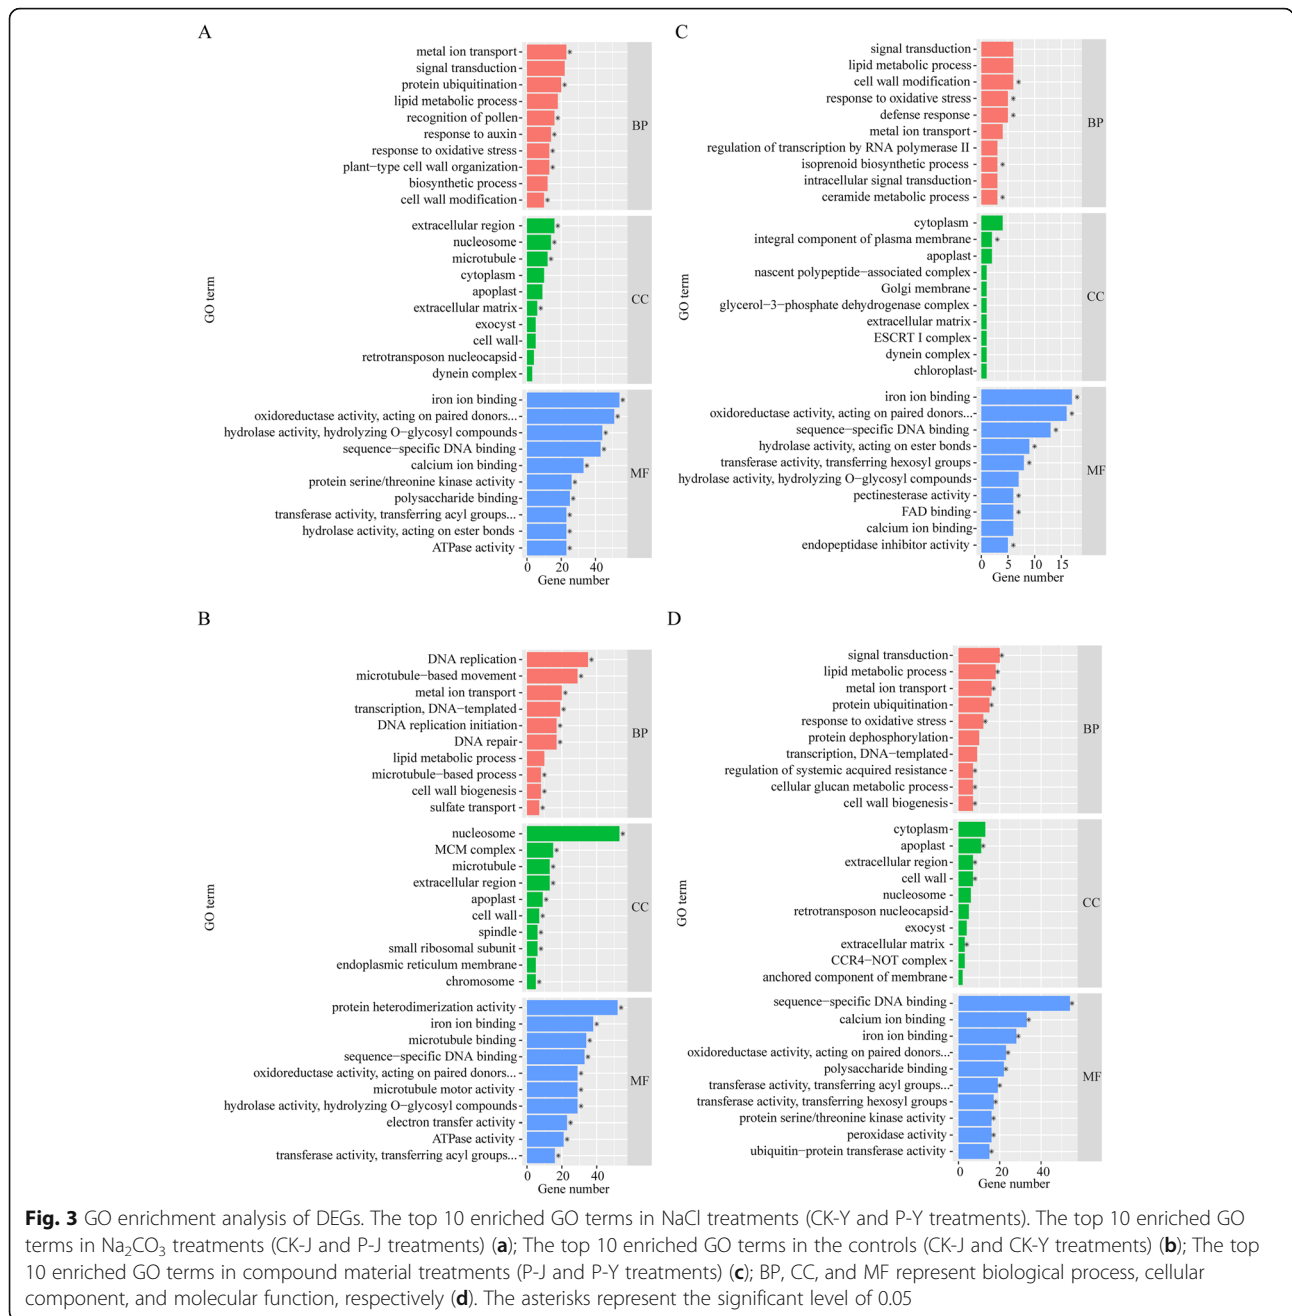 A
metal ion transport *
signal transduction
protein ubiquitination *
lipid metabolic process
recognition of pollen *
response to auxin *
response to oxidative stress *
plant−type cell wall organization *
biosynthetic process
cell wall modification *
BP
extracellular region *
nucleosome *
microtubule *
cytoplasm
apoplast
extracellular matrix *
exocyst
cell wall
retrotransposon nucleocapsid
dynein complex
CC
GO term
iron ion binding *
oxidoreductase activity, acting on paired donors... *
hydrolase activity, hydrolyzing O−glycosyl compounds *
sequence−specific DNA binding *
calcium ion binding *
protein serine/threonine kinase activity *
polysaccharide binding *
transferase activity, transferring acyl groups... *
hydrolase activity, acting on ester bonds *
ATPase activity *
MF
0 20 40
Gene number
C
signal transduction
lipid metabolic process
cell wall modification *
response to oxidative stress *
defense response *
metal ion transport
regulation of transcription by RNA polymerase II
isoprenoid biosynthetic process *
intracellular signal transduction
ceramide metabolic process *
BP
cytoplasm
integral component of plasma membrane *
apoplast
nascent polypeptide−associated complex
Golgi membrane
glycerol−3−phosphate dehydrogenase complex
extracellular matrix
ESCRT I complex
dynein complex
chloroplast
CC
GO term
iron ion binding *
oxidoreductase activity, acting on paired donors... *
sequence−specific DNA binding *
hydrolase activity, acting on ester bonds *
transferase activity, transferring hexosyl groups *
hydrolase activity, hydrolyzing O−glycosyl compounds
pectinesterase activity *
FAD binding *
calcium ion binding
endopeptidase inhibitor activity *
MF
0 5 10 15
Gene number
B
DNA replication *
microtubule−based movement *
metal ion transport *
transcription, DNA−templated *
DNA replication initiation *
DNA repair *
lipid metabolic process
microtubule−based process *
cell wall biogenesis *
sulfate transport *
BP
nucleosome *
MCM complex *
microtubule *
extracellular region *
apoplast *
cell wall *
spindle *
small ribosomal subunit *
endoplasmic reticulum membrane
chromosome *
CC
GO term
protein heterodimerization activity *
iron ion binding *
microtubule binding *
sequence−specific DNA binding *
oxidoreductase activity, acting on paired donors... *
microtubule motor activity *
hydrolase activity, hydrolyzing O−glycosyl compounds *
electron transfer activity *
ATPase activity *
transferase activity, transferring acyl groups... *
MF
0 20 40
Gene number
D
signal transduction *
lipid metabolic process *
metal ion transport *
protein ubiquitination *
response to oxidative stress *
protein dephosphorylation
transcription, DNA−templated
regulation of systemic acquired resistance *
cellular glucan metabolic process *
cell wall biogenesis *
BP
cytoplasm
apoplast *
extracellular region *
cell wall *
nucleosome
retrotransposon nucleocapsid
exocyst
extracellular matrix *
CCR4−NOT complex
anchored component of membrane
CC
GO term
sequence−specific DNA binding *
calcium ion binding *
iron ion binding *
oxidoreductase activity, acting on paired donors... *
polysaccharide binding *
transferase activity, transferring acyl groups... *
transferase activity, transferring hexosyl groups *
protein serine/threonine kinase activity *
peroxidase activity *
ubiquitin−protein transferase activity *
MF
0 20 40
Gene number
Fig. 3 GO enrichment analysis of DEGs. The top 10 enriched GO terms in NaCl treatments (CK-Y and P-Y treatments). The top 10 enriched GO
terms in Na₂CO₃ treatments (CK-J and P-J treatments) (a); The top 10 enriched GO terms in the controls (CK-J and CK-Y treatments) (b); The top
10 enriched GO terms in compound material treatments (P-J and P-Y treatments) (c); BP, CC, and MF represent biological process, cellular
component, and molecular function, respectively (d). The asterisks represent the significant level of 0.05